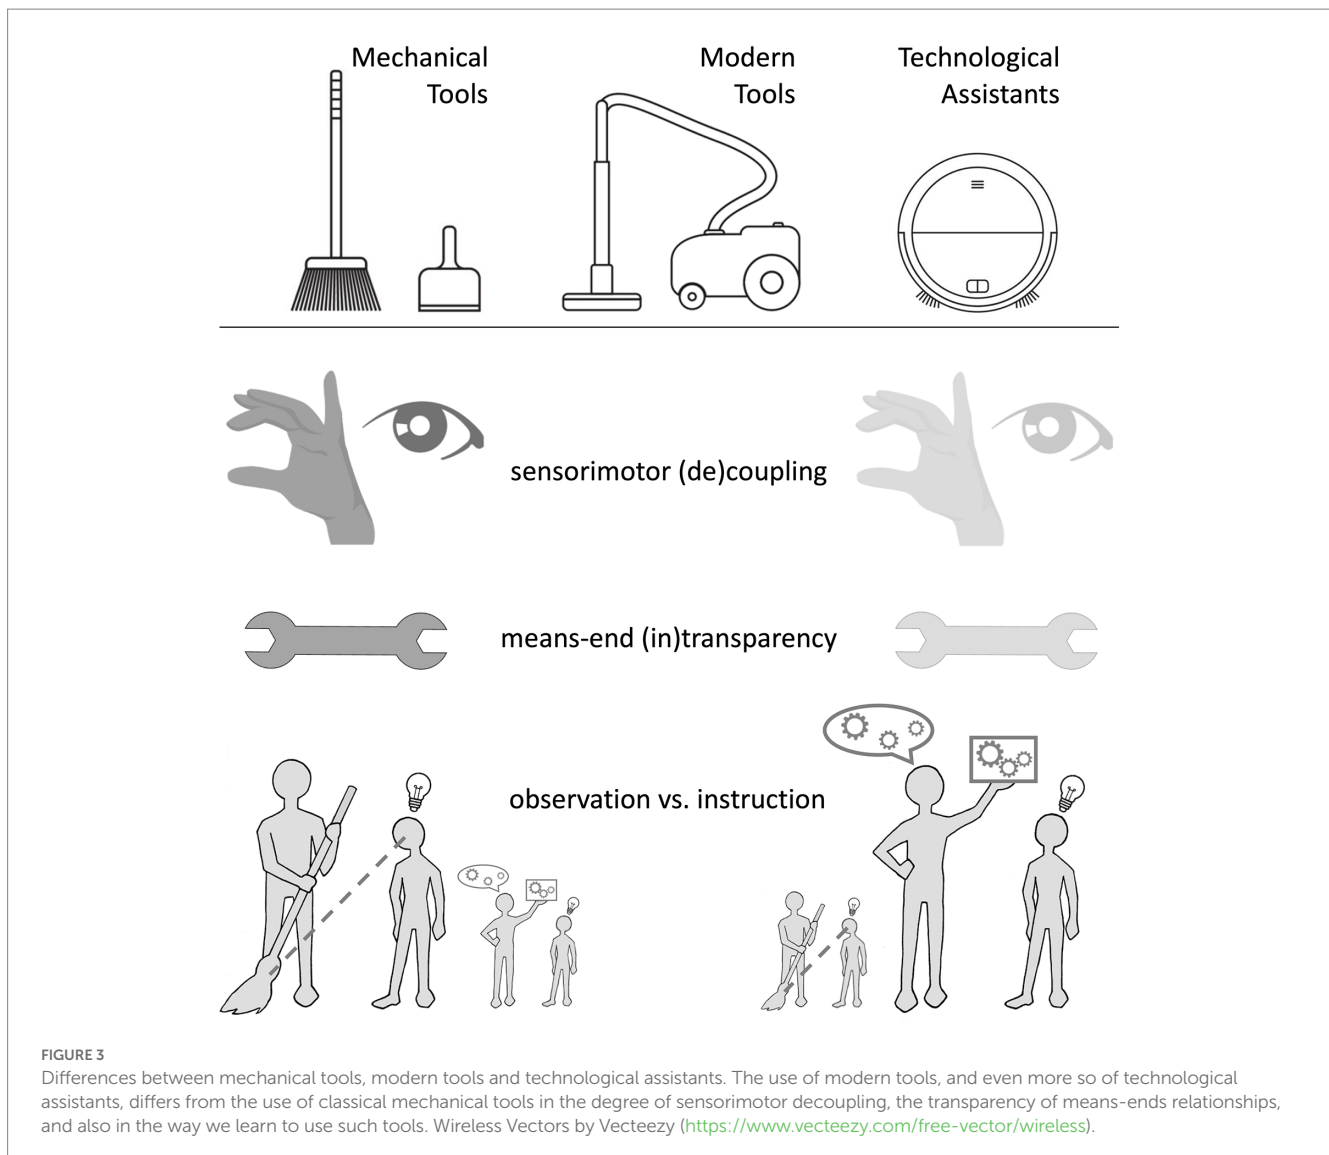 Mechanical
Tools
Modern
Tools
Technological
Assistants
sensorimotor (de)coupling
means-end (in)transparency
observation vs. instruction
FIGURE 3
Differences between mechanical tools, modern tools and technological assistants. The use of modern tools, and even more so of technological
assistants, differs from the use of classical mechanical tools in the degree of sensorimotor decoupling, the transparency of means-ends relationships,
and also in the way we learn to use such tools. Wireless Vectors by Vecteezy (https://www.vecteezy.com/free-vector/wireless).